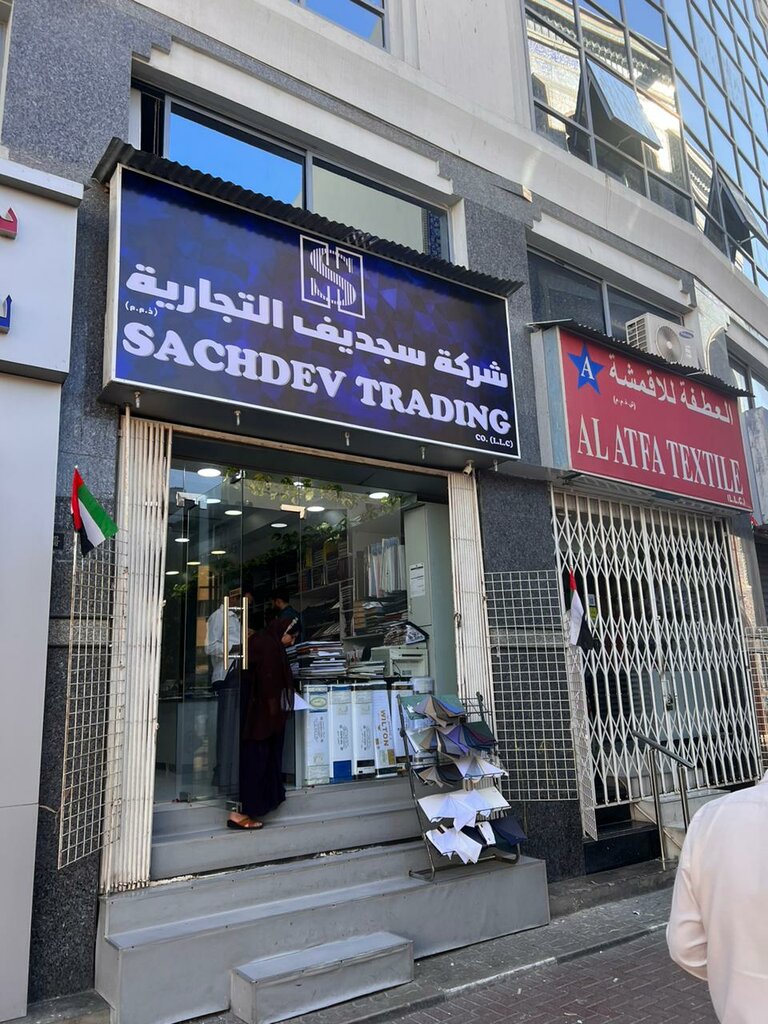 شركة سجديف التجارية
(ذ.م.م)
SACHDEV TRADING
CO. (L.L.C)
A
العطفة للاقمشة
(ش.ذ.م.م)
AL ATFA TEXTILE
(L.L.C)
WILTON